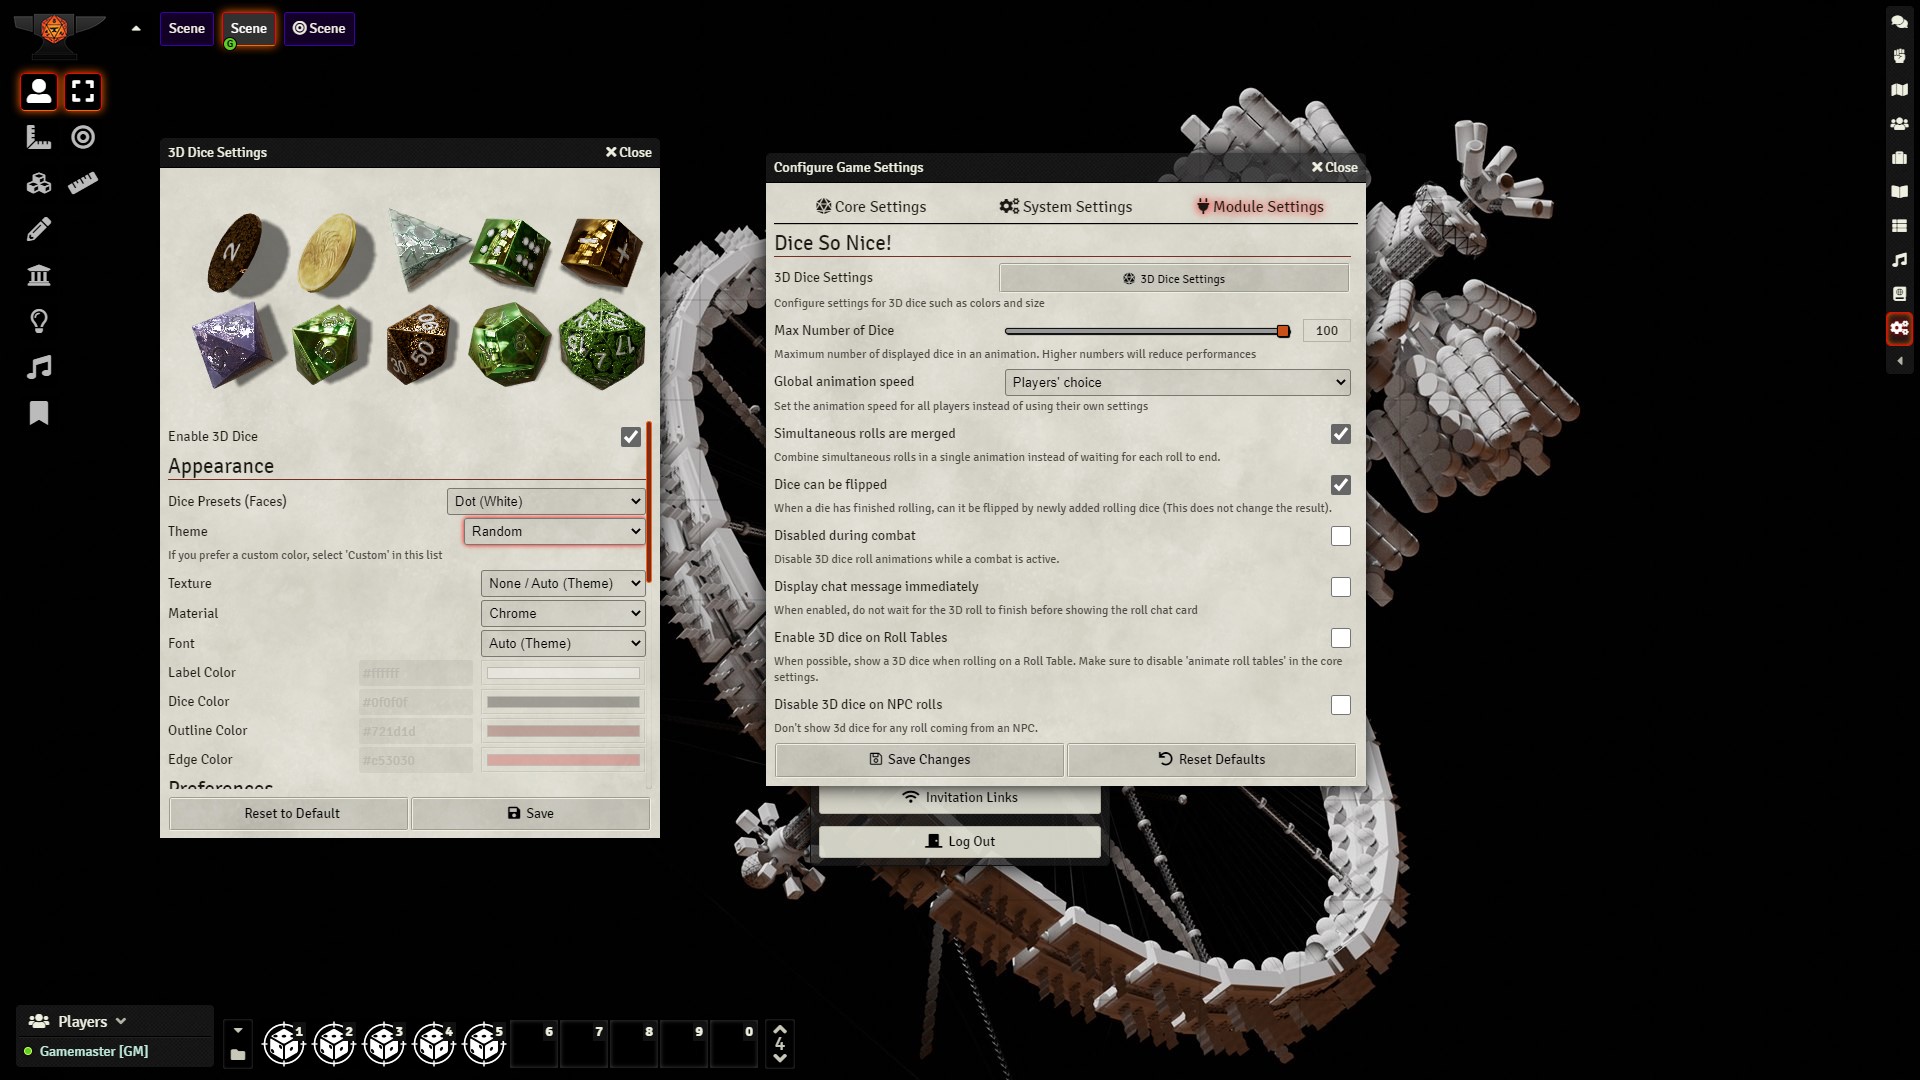 Scene
Scene
Scene
G
3D Dice Settings
Close
Enable 3D Dice
Appearance
Dice Presets (Faces)
Dot (White)
Theme
Random
If you prefer a custom color, select 'Custom' in this list
Texture
None / Auto (Theme)
Material
Chrome
Font
Auto (Theme)
Label Color
#ffffff
Dice Color
#0f0f0f
Outline Color
#721d1d
Edge Color
#c53030
Preferences
Reset to Default
Save
Configure Game Settings
Close
Core Settings
System Settings
Module Settings
Dice So Nice!
3D Dice Settings
3D Dice Settings
Configure settings for 3D dice such as colors and size
Max Number of Dice
100
Maximum number of displayed dice in an animation. Higher numbers will reduce performances
Global animation speed
Players' choice
Set the animation speed for all players instead of using their own settings
Simultaneous rolls are merged
Combine simultaneous rolls in a single animation instead of waiting for each roll to end.
Dice can be flipped
When a die has finished rolling, can it be flipped by newly added rolling dice (This does not change the result).
Disabled during combat
Disable 3D dice roll animations while a combat is active.
Display chat message immediately
When enabled, do not wait for the 3D roll to finish before showing the roll chat card
Enable 3D dice on Roll Tables
When possible, show a 3D dice when rolling on a Roll Table. Make sure to disable 'animate roll tables' in the core
settings.
Disable 3D dice on NPC rolls
Don't show 3d dice for any roll coming from an NPC.
Save Changes
Reset Defaults
Invitation Links
Log Out
Players
Gamemaster [GM]
1
2
3
4
5
6
7
8
9
0
4